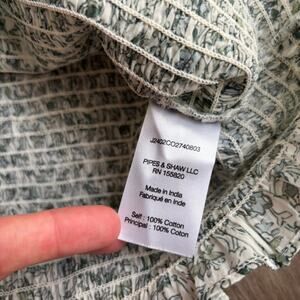 J2402CO2740803
PIPES & SHAW LLC
RN 155820
Made in India
Fabriqué en Inde
Self : 100% Cotton
Principal : 100% Coton